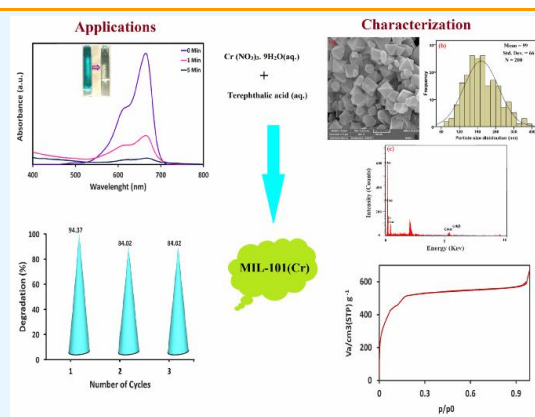 Applications
Characterization
0 Min
1 Min
5 Min
Absorbance (a.u.)
400 500 600 700 800
Wavelenght (nm)
Cr (NO3)3. 9H2O(aq.)
+
Terephthalic acid (aq.)
MIL-101(Cr)
94.37
84.02
84.02
Degradation (%)
100
80
60
40
20
0
1 2 3
Number of Cycles
(b)
Mean = 99
Std. Dev. = 66
N = 200
Frequency
Particle size distribution (nm)
(c)
Intensity (Counts)
Energy (Kev)
Va/cm3(STP) g⁻¹
600
400
200
0
0 0.3 0.6 0.9
p/p0